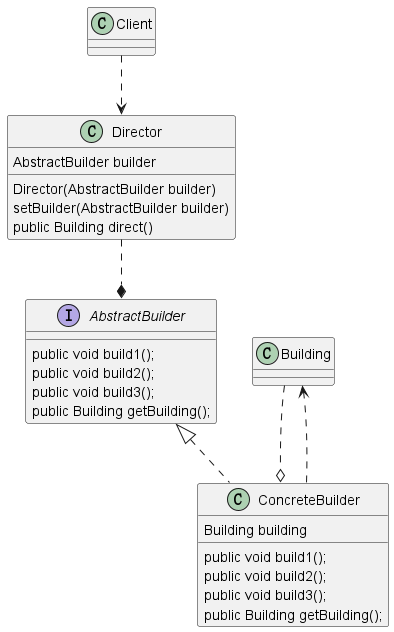 C Client
C Director
AbstractBuilder builder
Director(AbstractBuilder builder)
setBuilder(AbstractBuilder builder)
public Building direct()
I AbstractBuilder
public void build1();
public void build2();
public void build3();
public Building getBuilding();
C Building
C ConcreteBuilder
Building building
public void build1();
public void build2();
public void build3();
public Building getBuilding();